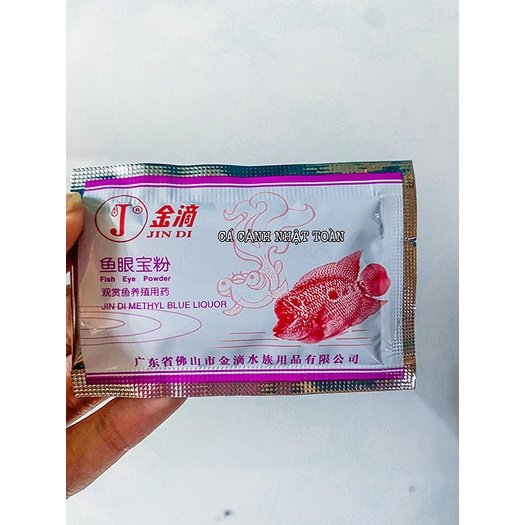 J®
金滴
JIN DI
CÁ CẢNH NHẬT TOÀN
鱼眼宝粉
Fish Eye Powder
观赏鱼养殖用药
JIN DI METHYL BLUE LIQUOR
广东省佛山市金滴水族用品有限公司